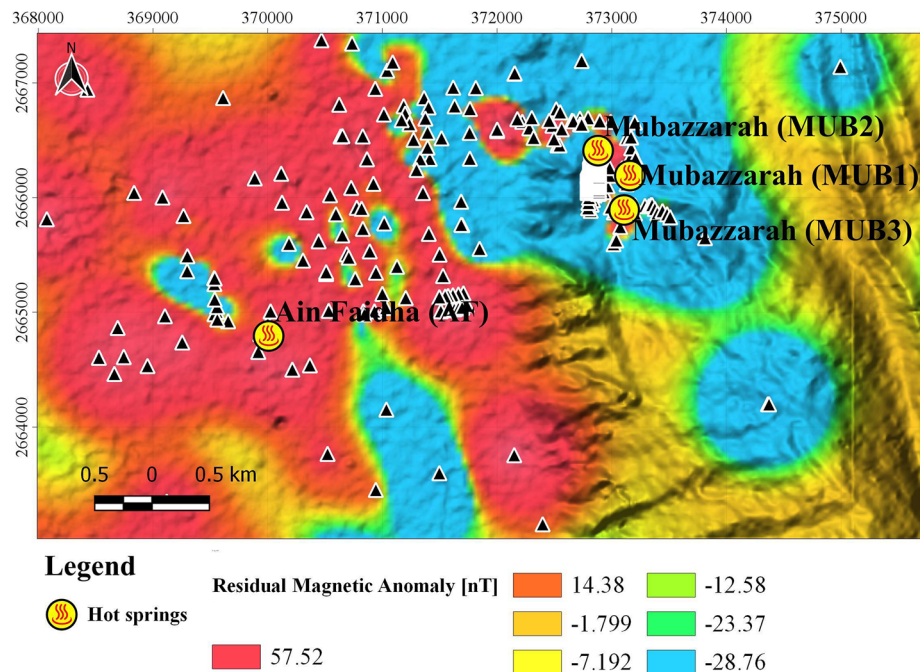 368000 369000 370000 371000 372000 373000 374000 375000
N
2667000
2666000
2665000
2664000
Mubazzarah (MUB2)
Mubazzarah (MUB1)
Mubazzarah (MUB3)
Ain Faidha (AF)
0.5 0 0.5 km
Legend
Hot springs
Residual Magnetic Anomaly [nT]
57.52
14.38
-1.799
-7.192
-12.58
-23.37
-28.76